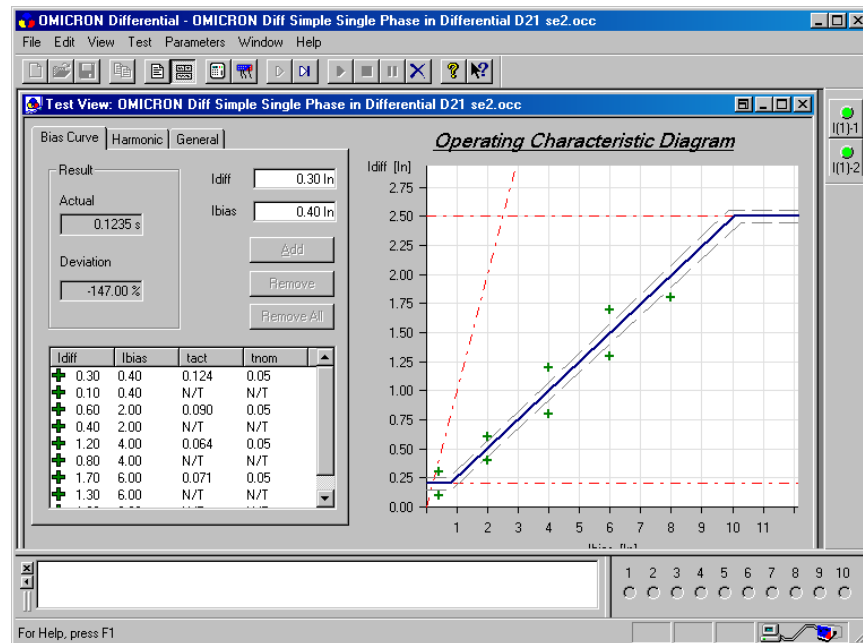 OMICRON Differential - OMICRON Diff Simple Single Phase in Differential D21 se2.occ
File Edit View Test Parameters Window Help
Test View: OMICRON Diff Simple Single Phase in Differential D21 se2.occ
I(1)-1
I(1)-2
Bias Curve Harmonic General
Result
Actual
0.1235 s
Deviation
-147.00 %
Idiff 0.30 In
Ibias 0.40 In
Add
Remove
Remove All
Idiff Ibias tact tnom
0.30 0.40 0.124 0.05
0.10 0.40 N/T N/T
0.60 2.00 0.090 0.05
0.40 2.00 N/T N/T
1.20 4.00 0.064 0.05
0.80 4.00 N/T N/T
1.70 6.00 0.071 0.05
1.30 6.00 N/T N/T
Operating Characteristic Diagram
Idiff [In]
2.75
2.50
2.25
2.00
1.75
1.50
1.25
1.00
0.75
0.50
0.25
0.00
1 2 3 4 5 6 7 8 9 10 11
Ibias [In]
1 2 3 4 5 6 7 8 9 10
For Help, press F1